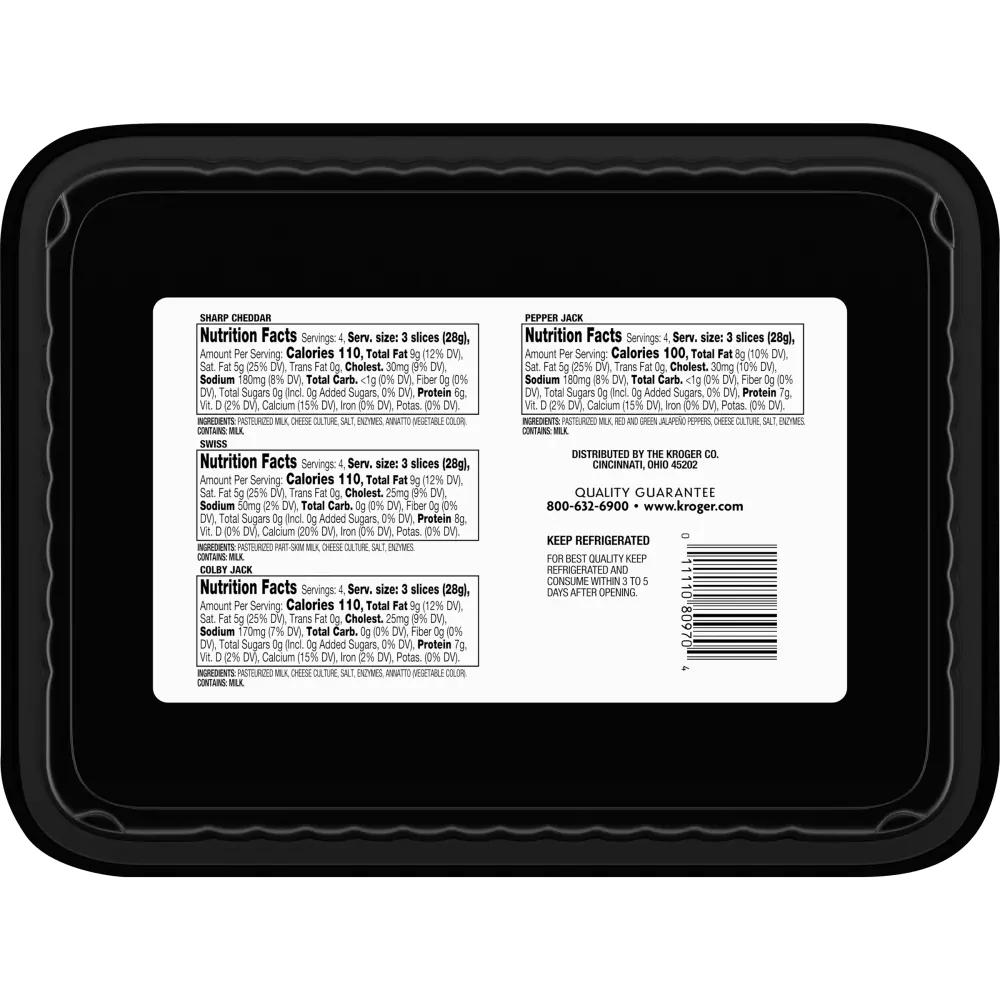 SHARP CHEDDAR
Nutrition Facts Servings: 4, Serv. size: 3 slices (28g),
Amount Per Serving: Calories 110, Total Fat 9g (12% DV),
Sat. Fat 5g (25% DV), Trans Fat 0g, Cholest. 30mg (9% DV),
Sodium 180mg (8% DV), Total Carb. <1g (0% DV), Fiber 0g (0%
DV), Total Sugars 0g (Incl. 0g Added Sugars, 0% DV), Protein 6g,
Vit. D (2% DV), Calcium (15% DV), Iron (0% DV), Potas. (0% DV).
INGREDIENTS: PASTEURIZED MILK, CHEESE CULTURE, SALT, ENZYMES, ANNATTO (VEGETABLE COLOR).
CONTAINS: MILK.
SWISS
Nutrition Facts Servings: 4, Serv. size: 3 slices (28g),
Amount Per Serving: Calories 110, Total Fat 9g (12% DV),
Sat. Fat 5g (25% DV), Trans Fat 0g, Cholest. 25mg (9% DV),
Sodium 50mg (2% DV), Total Carb. 0g (0% DV), Fiber 0g (0%
DV), Total Sugars 0g (Incl. 0g Added Sugars, 0% DV), Protein 8g,
Vit. D (0% DV), Calcium (20% DV), Iron (0% DV), Potas. (0% DV).
INGREDIENTS: PASTEURIZED PART-SKIM MILK, CHEESE CULTURE, SALT, ENZYMES.
CONTAINS: MILK.
COLBY JACK
Nutrition Facts Servings: 4, Serv. size: 3 slices (28g),
Amount Per Serving: Calories 110, Total Fat 9g (12% DV),
Sat. Fat 5g (25% DV), Trans Fat 0g, Cholest. 25mg (9% DV),
Sodium 170mg (7% DV), Total Carb. 0g (0% DV), Fiber 0g (0%
DV), Total Sugars 0g (Incl. 0g Added Sugars, 0% DV), Protein 7g,
Vit. D (2% DV), Calcium (15% DV), Iron (2% DV), Potas. (0% DV).
INGREDIENTS: PASTEURIZED MILK, CHEESE CULTURE, SALT, ENZYMES, ANNATTO (VEGETABLE COLOR).
CONTAINS: MILK.
PEPPER JACK
Nutrition Facts Servings: 4, Serv. size: 3 slices (28g),
Amount Per Serving: Calories 100, Total Fat 8g (10% DV),
Sat. Fat 5g (25% DV), Trans Fat 0g, Cholest. 30mg (10% DV),
Sodium 180mg (8% DV), Total Carb. <1g (0% DV), Fiber 0g (0%
DV), Total Sugars 0g (Incl. 0g Added Sugars, 0% DV), Protein 7g,
Vit. D (2% DV), Calcium (15% DV), Iron (0% DV), Potas. (0% DV).
INGREDIENTS: PASTEURIZED MILK, RED AND GREEN JALAPEÑO PEPPERS, CHEESE CULTURE, SALT, ENZYMES.
CONTAINS: MILK.
DISTRIBUTED BY THE KROGER CO.
CINCINNATI, OHIO 45202
QUALITY GUARANTEE
800-632-6900 • www.kroger.com
KEEP REFRIGERATED
FOR BEST QUALITY KEEP
REFRIGERATED AND
CONSUME WITHIN 3 TO 5
DAYS AFTER OPENING.
0 11110 80970 4